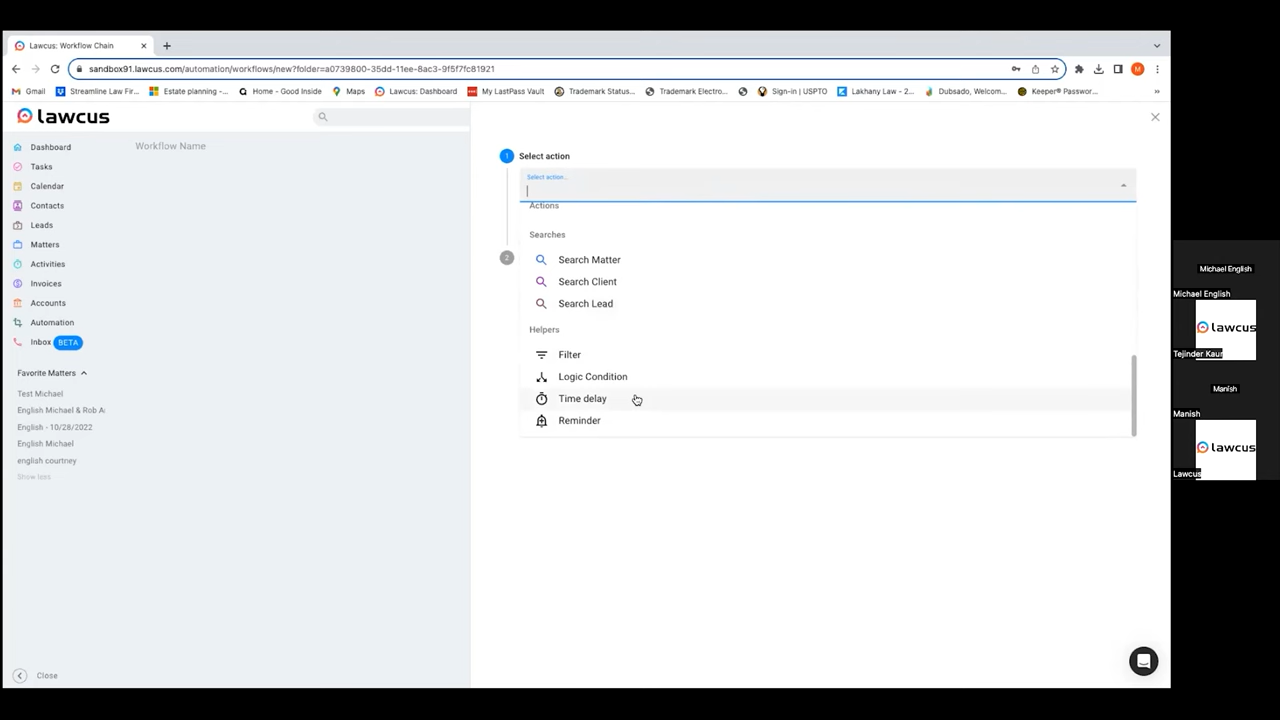 Lawcus: Workflow Chain
sandbox91.lawcus.com/automation/workflows/new?folder=a0739800-35dd-11ee-8ac3-9f5f7fc81921
M
Gmail
Streamline Law Fir...
Estate planning -...
Home - Good Inside
Maps
Lawcus: Dashboard
My LastPass Vault
Trademark Status...
Trademark Electro...
Sign-in | USPTO
Lakhany Law - 2...
Dubsado, Welcom...
Keeper® Passwor...
»
lawcus
Dashboard
Tasks
Calendar
Contacts
Leads
Matters
Activities
Invoices
Accounts
Automation
Inbox BETA
Favorite Matters
Test Michael
English Michael & Rob A
English - 10/28/2022
English Michael
english courtney
Show less
Close
Workflow Name
1 Select action
Select action...
Actions
Searches
2
Search Matter
Search Client
Search Lead
Helpers
Filter
Logic Condition
Time delay
Reminder
Michael English
Michael English
lawcus
Tejinder Kaur
Manish
Manish
lawcus
Lawcus